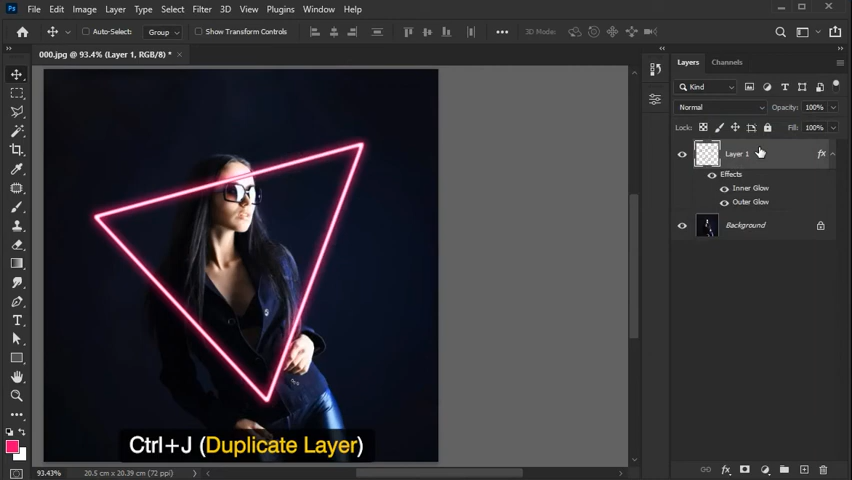 Ps File Edit Image Layer Type Select Filter 3D View Plugins Window Help
Auto-Select: Group Show Transform Controls 3D Mode:
000.jpg @ 93.4% (Layer 1, RGB/8) *
Layers Channels
Kind
Normal Opacity: 100%
Lock: Fill: 100%
Layer 1 fx
Effects
Inner Glow
Outer Glow
Background
Ctrl+J (Duplicate Layer)
93.43% 20.5 cm x 20.39 cm (72 ppi)
fx